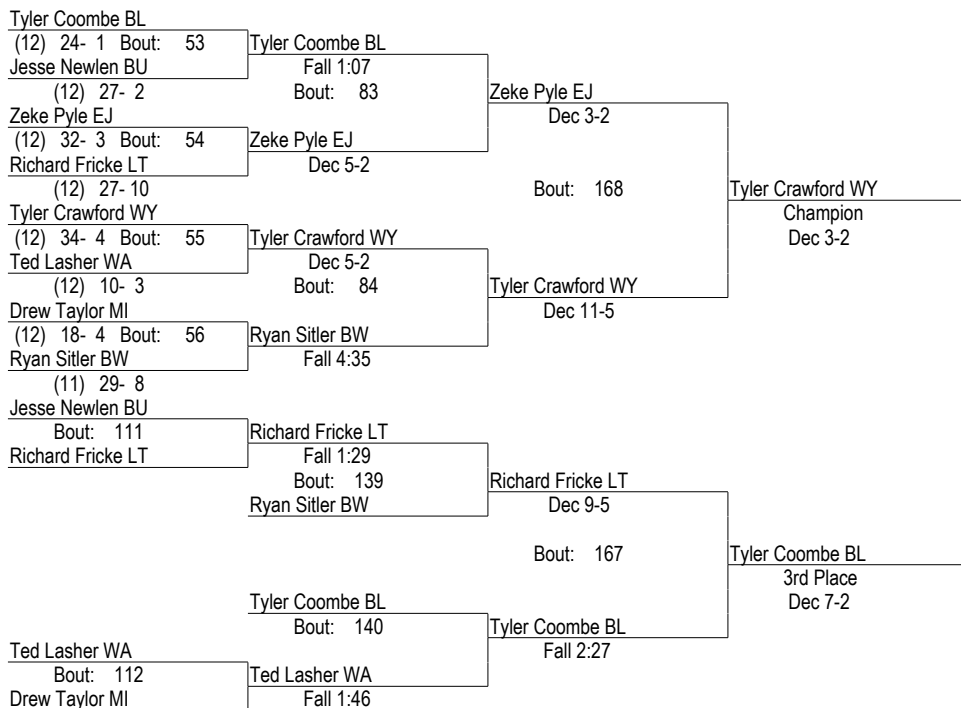 Tyler Coombe BL
(12) 24- 1 Bout: 53 Tyler Coombe BL
Jesse Newlen BU Fall 1:07
(12) 27- 2 Bout: 83 Zeke Pyle EJ
Zeke Pyle EJ Dec 3-2
(12) 32- 3 Bout: 54 Zeke Pyle EJ
Richard Fricke LT Dec 5-2
(12) 27- 10 Bout: 168 Tyler Crawford WY
Tyler Crawford WY Champion
(12) 34- 4 Bout: 55 Tyler Crawford WY Dec 3-2
Ted Lasher WA Dec 5-2
(12) 10- 3 Bout: 84 Tyler Crawford WY
Drew Taylor MI Dec 11-5
(12) 18- 4 Bout: 56 Ryan Sitler BW
Ryan Sitler BW Fall 4:35
(11) 29- 8
Jesse Newlen BU
Bout: 111 Richard Fricke LT
Richard Fricke LT Fall 1:29
Bout: 139 Richard Fricke LT
Ryan Sitler BW Dec 9-5
Bout: 167 Tyler Coombe BL
3rd Place
Tyler Coombe BL Dec 7-2
Bout: 140 Tyler Coombe BL
Ted Lasher WA Fall 2:27
Bout: 112 Ted Lasher WA
Drew Taylor MI Fall 1:46